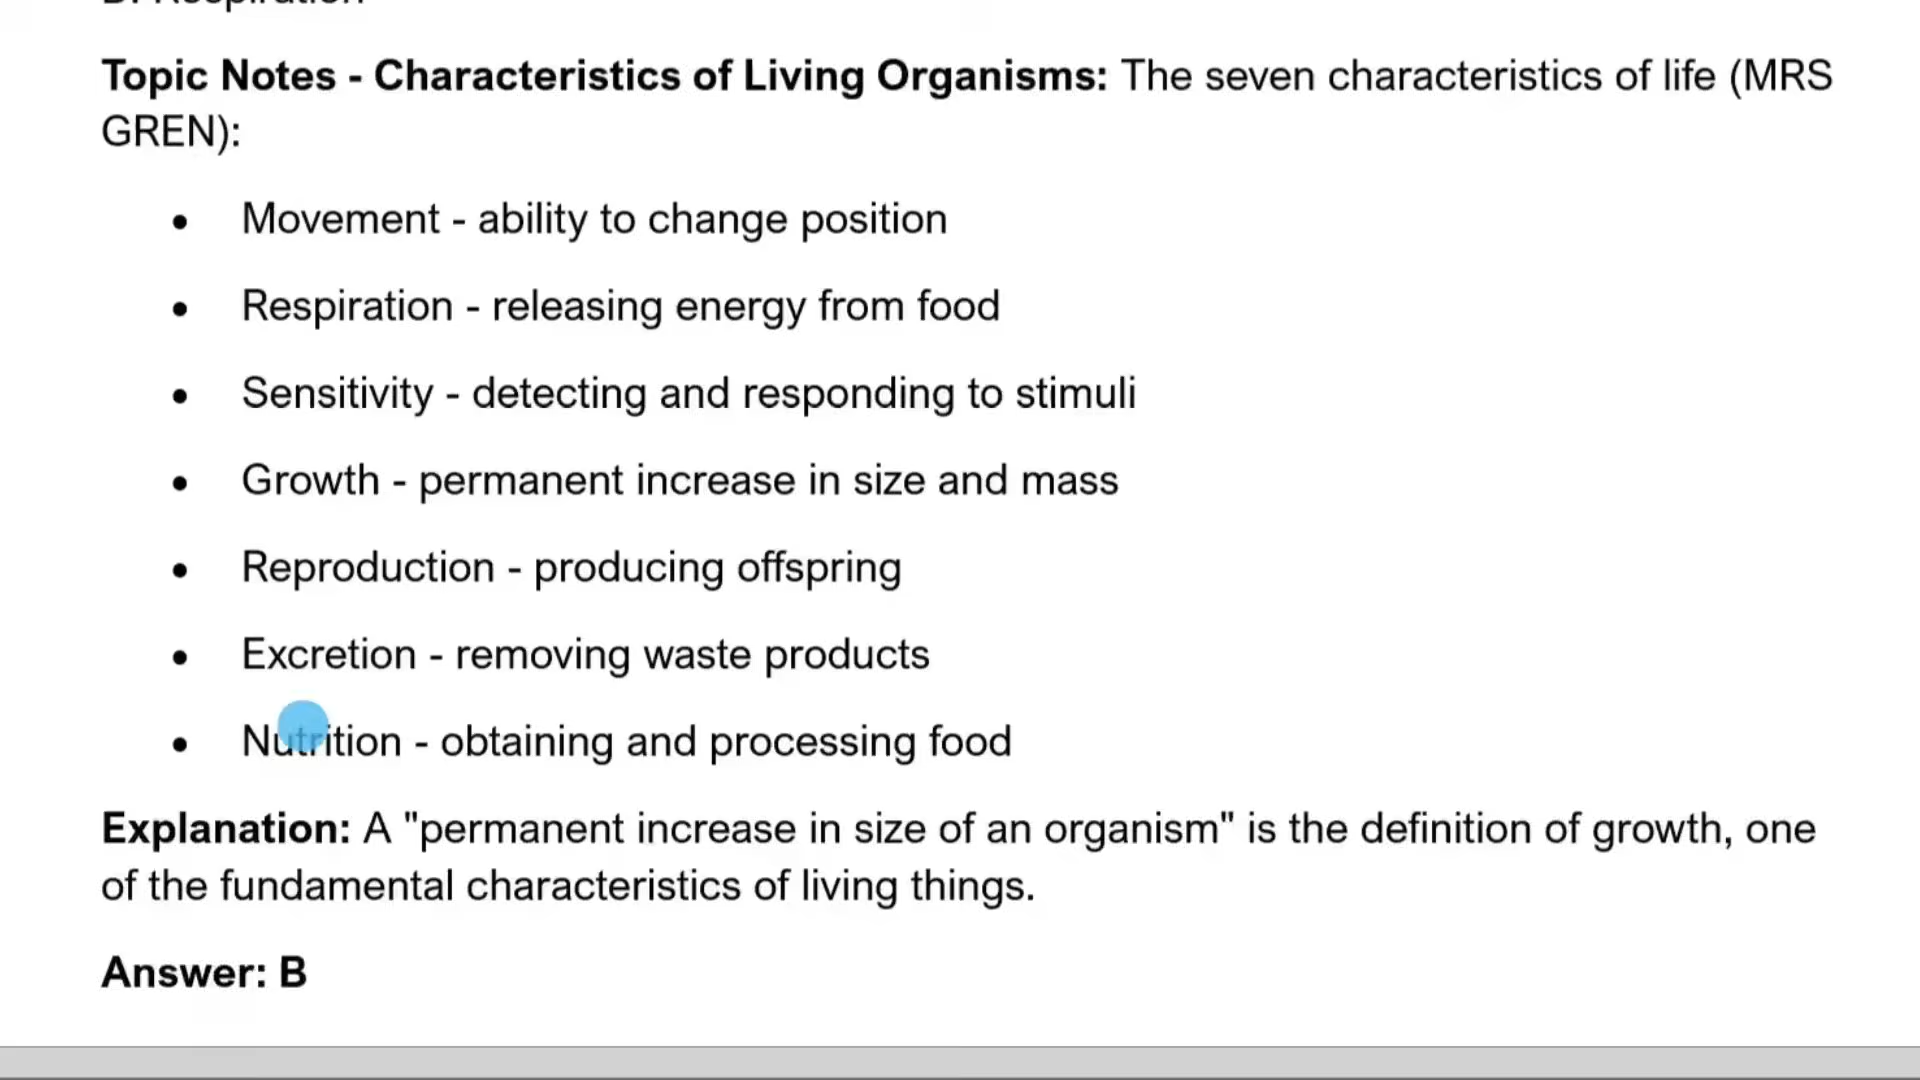 D. Respiration
Topic Notes - Characteristics of Living Organisms: The seven characteristics of life (MRS
GREN):
• Movement - ability to change position
• Respiration - releasing energy from food
• Sensitivity - detecting and responding to stimuli
• Growth - permanent increase in size and mass
• Reproduction - producing offspring
• Excretion - removing waste products
• Nutrition - obtaining and processing food
Explanation: A "permanent increase in size of an organism" is the definition of growth, one
of the fundamental characteristics of living things.
Answer: B